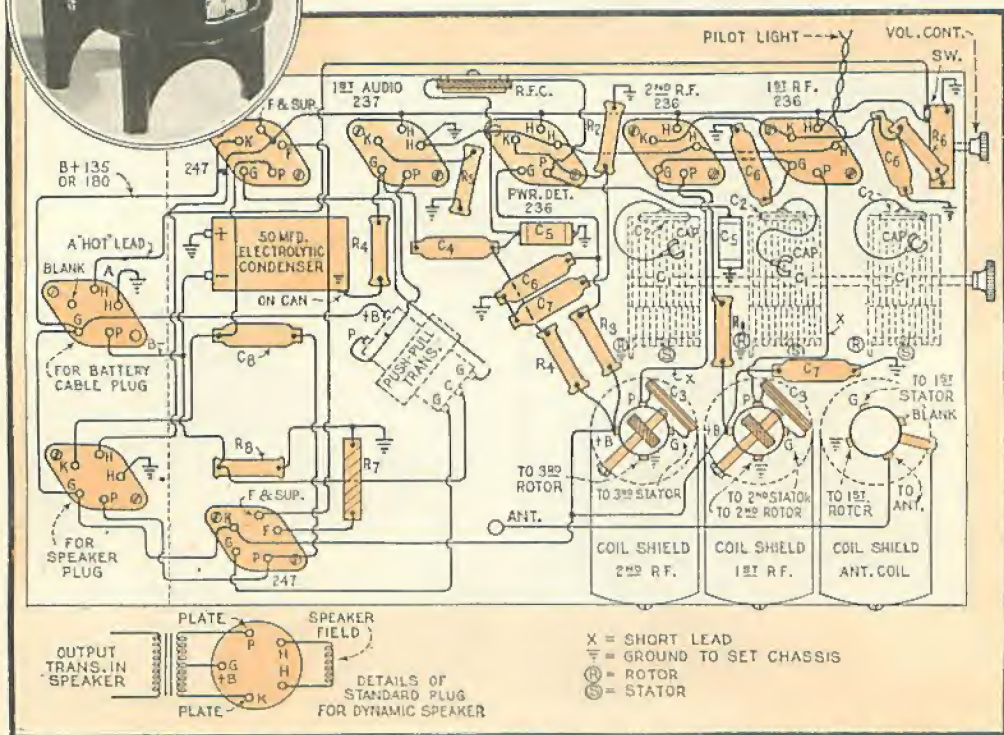 PILOT LIGHT
VOL. CONT.
SW.
F & SUP.
1ST AUDIO
237
R.F.C.
2ND R.F.
236
1ST R.F.
236
K
F
G
P
247
K
H
H
G
P
R5
K
H
H
P
G
R2
K
H
H
G
P
C6
K
H
H
G
P
C6
R6
B+135
OR 180
PWR. DET.
236
A "HOT" LEAD
BLANK
A
H
H
G
P
B-
50 MFD.
ELECTROLYTIC
CONDENSER
+
-
R4
ON CAN
C4
C5
C2
CAP
C
C5
C2
CAP
C
C2
CAP
C
FOR BATTERY
CABLE PLUG
C8
+B
P
P
PUSH-PULL
TRANS.
G
C
G
C6
C7
R3
R4
R
S
X
R1
R
S
X
R
S
C7
K
H
H
G
P
R8
R7
P
C3
+B
G
P
C3
+B
G
G
TO 1ST
STATOR
BLANK
TO 3RD
ROTOR
TO 3RD STATOR
TO 2ND STATOR
TO 2ND ROTOR
TO 1ST
ROTOR
TO
ANT.
FOR
SPEAKER
PLUG
F & SUP.
K
F
G
P
247
ANT.
COIL SHIELD
2ND RF.
COIL SHIELD
1ST RF.
COIL SHIELD
ANT. COIL
OUTPUT
TRANS. IN
SPEAKER
PLATE
P
G
+B
K
H
H
PLATE
SPEAKER
FIELD
DETAILS OF
STANDARD PLUG
FOR DYNAMIC SPEAKER
X = SHORT LEAD
= GROUND TO SET CHASSIS
R = ROTOR
S = STATOR